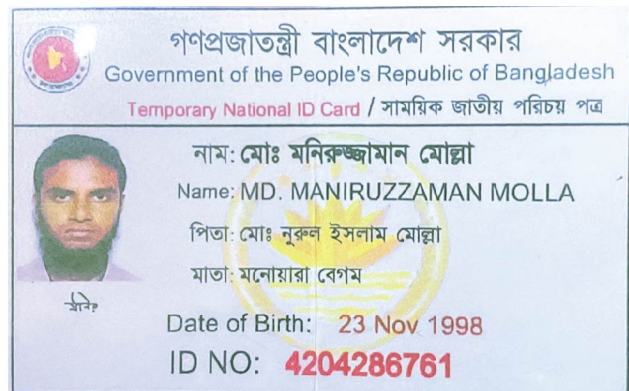 গণপ্রজাতন্ত্রী বাংলাদেশ সরকার
Government of the People's Republic of Bangladesh
Temporary National ID Card / সাময়িক জাতীয় পরিচয় পত্র
নাম: মোঃ মনিরুজ্জামান মোল্লা
Name: MD. MANIRUZZAMAN MOLLA
পিতা: মোঃ নূরুল ইসলাম মোল্লা
মাতা: মনোয়ারা বেগম
Date of Birth: 23 Nov 1998
ID NO: 4204286761